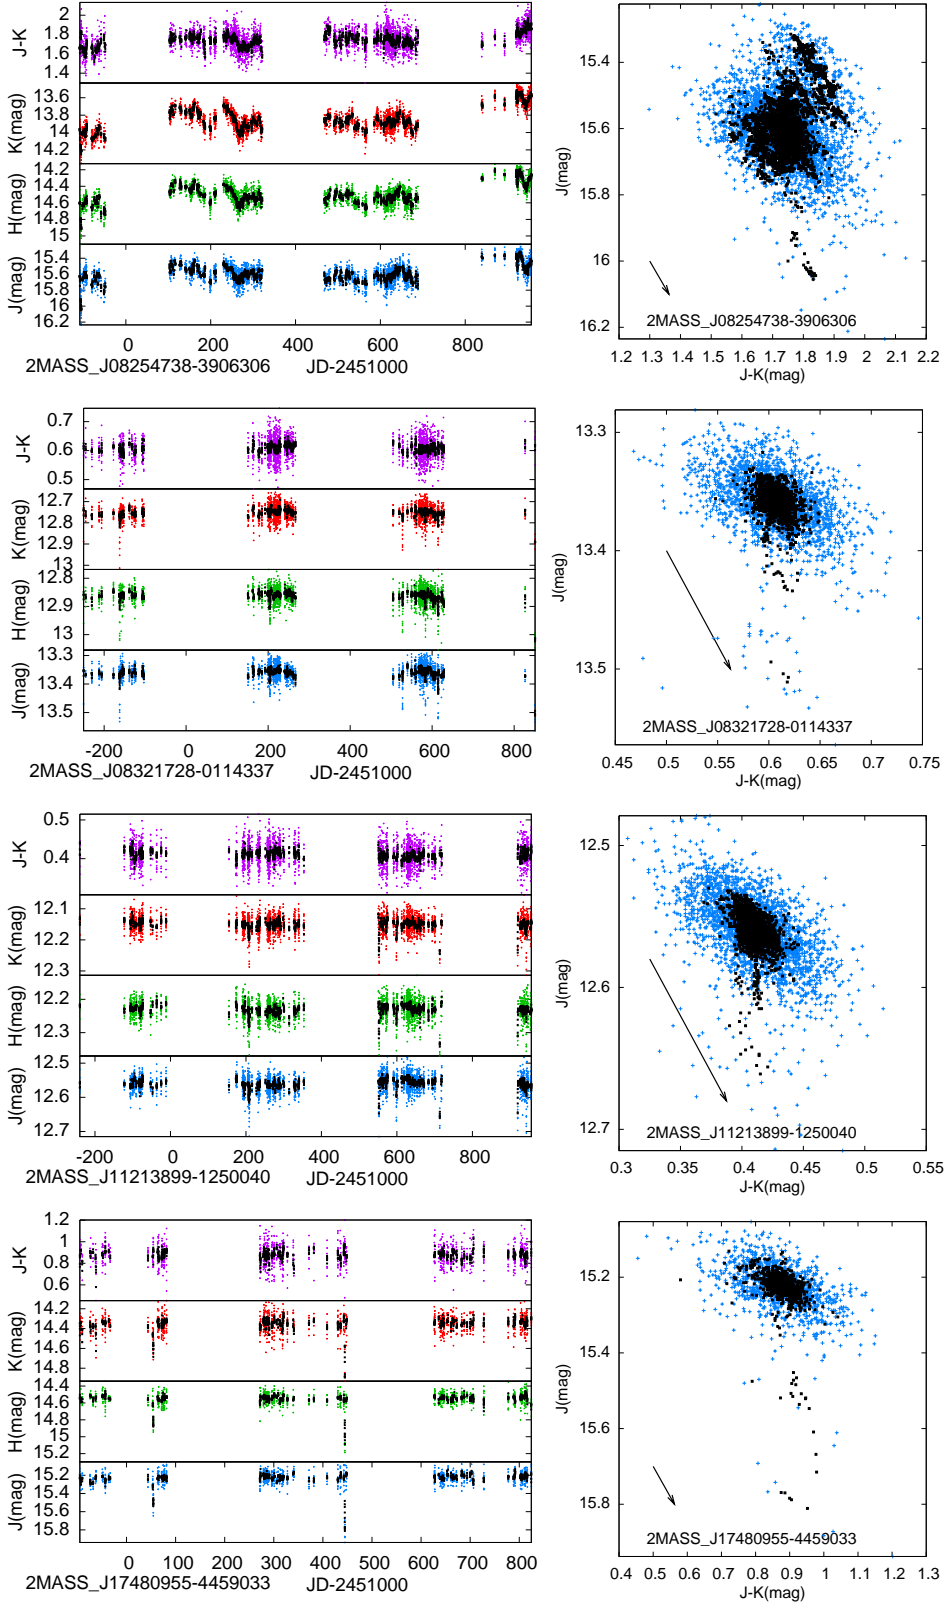 J-K
2
1.8
1.6
1.4
K(mag)
13.6
13.8
14
14.2
H(mag)
14.2
14.4
14.6
14.8
15
J(mag)
15.4
15.6
15.8
16
16.2
0 200 400 600 800
2MASS_J08254738-3906306 JD-2451000
J(mag)
15.4
15.6
15.8
16
16.2
2MASS_J08254738-3906306
1.2 1.3 1.4 1.5 1.6 1.7 1.8 1.9 2 2.1 2.2
J-K(mag)
J-K
0.7
0.6
0.5
K(mag)
12.7
12.8
12.9
13
H(mag)
12.8
12.9
13
J(mag)
13.3
13.4
13.5
-200 0 200 400 600 800
2MASS_J08321728-0114337 JD-2451000
J(mag)
13.3
13.4
13.5
2MASS_J08321728-0114337
0.45 0.5 0.55 0.6 0.65 0.7 0.75
J-K(mag)
J-K
0.5
0.4
K(mag)
12.1
12.2
12.3
H(mag)
12.2
12.3
J(mag)
12.5
12.6
12.7
-200 0 200 400 600 800
2MASS_J11213899-1250040 JD-2451000
J(mag)
12.5
12.6
12.7
2MASS_J11213899-1250040
0.3 0.35 0.4 0.45 0.5 0.55
J-K(mag)
J-K
1.2
1
0.8
0.6
K(mag)
14.2
14.4
14.6
14.8
H(mag)
14.4
14.6
14.8
15
15.2
J(mag)
15.2
15.4
15.6
15.8
0 100 200 300 400 500 600 700 800
2MASS_J17480955-4459033 JD-2451000
J(mag)
15.2
15.4
15.6
15.8
2MASS_J17480955-4459033
0.4 0.5 0.6 0.7 0.8 0.9 1 1.1 1.2 1.3
J-K(mag)